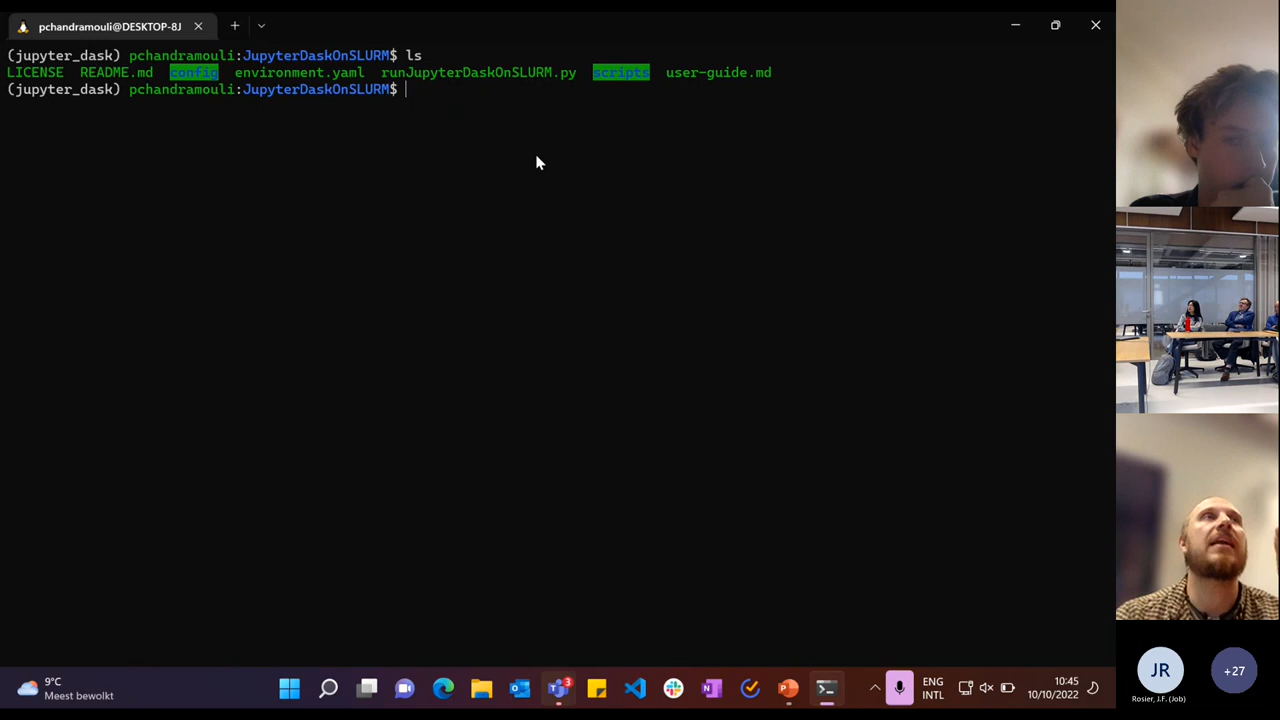 pchandramouli@DESKTOP-8J
(jupyter_dask) pchandramouli:JupyterDaskOnSLURM$ ls
LICENSE README.md config environment.yaml runJupyterDaskOnSLURM.py scripts user-guide.md
(jupyter_dask) pchandramouli:JupyterDaskOnSLURM$
JR
+27
Rosier, J.F. (Job)
9°C
Meest bewolkt
3
ENG
INTL
10:45
10/10/2022